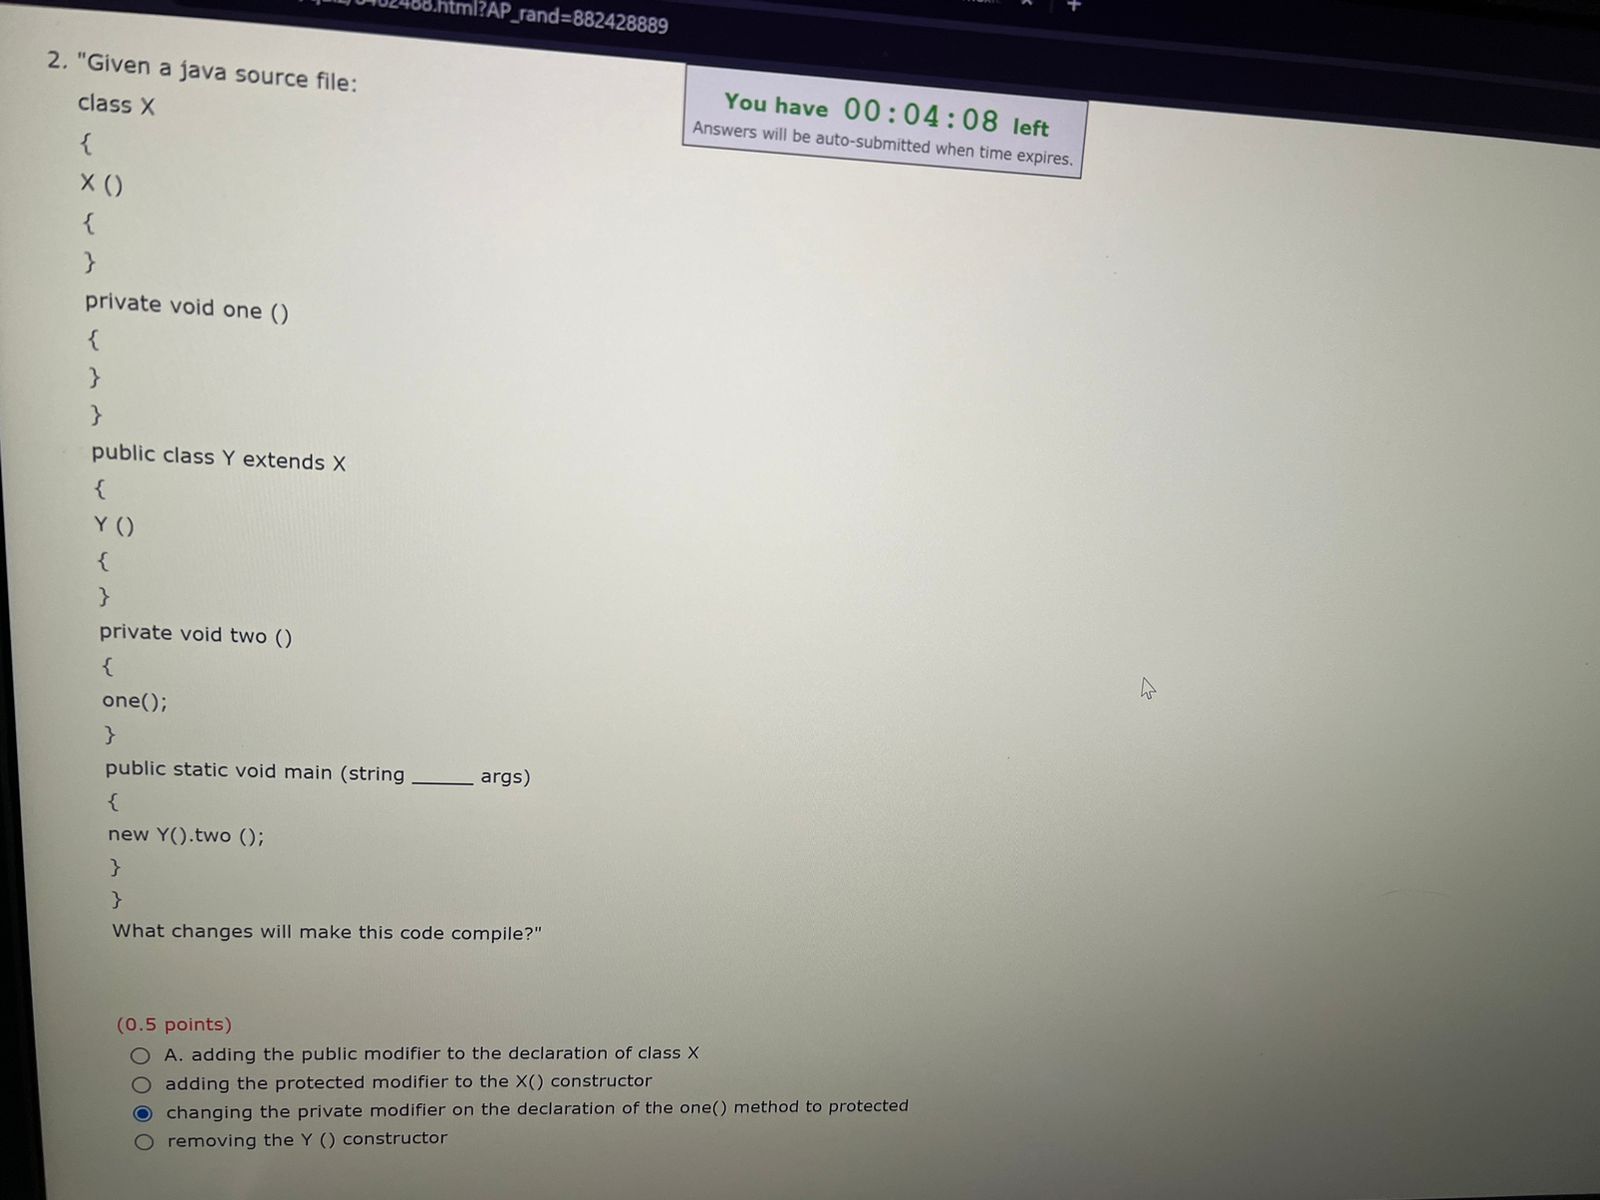 .html?AP_rand=882428889
You have 00:04:08 left
Answers will be auto-submitted when time expires.
2. "Given a java source file:
class X
{
X ()
{
}
private void one ()
{
}
}
public class Y extends X
{
Y ()
{
}
private void two ()
{
one();
}
public static void main (string ______ args)
{
new Y().two ();
}
}
What changes will make this code compile?"
(0.5 points)
A. adding the public modifier to the declaration of class X
adding the protected modifier to the X() constructor
changing the private modifier on the declaration of the one() method to protected
removing the Y () constructor